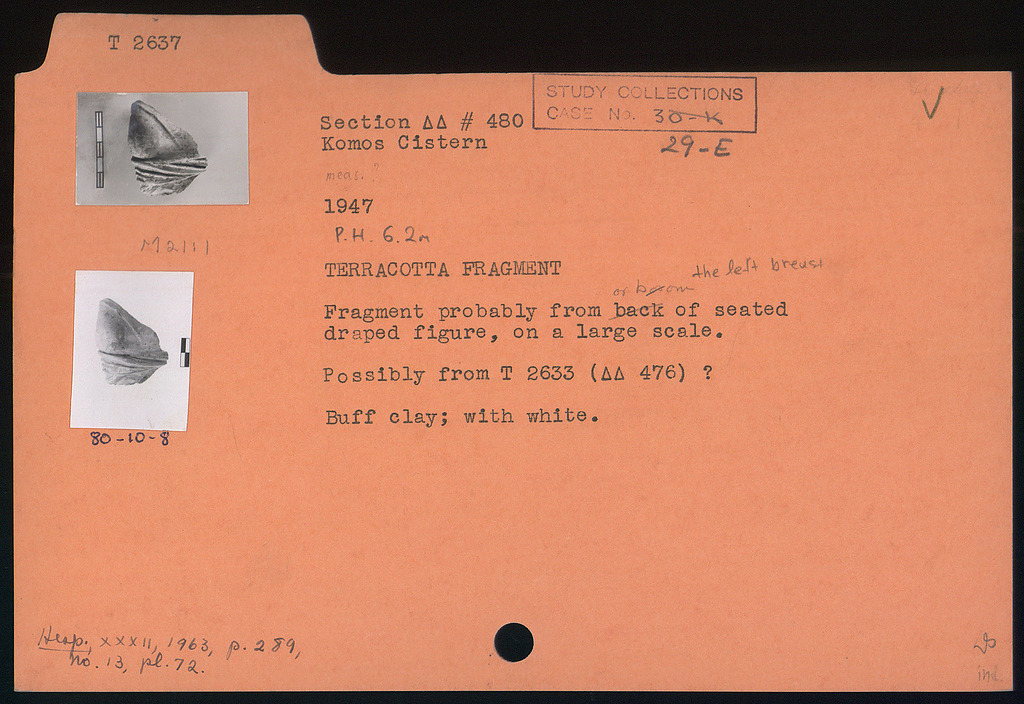 T 2637
STUDY COLLECTIONS
CASE No. 30-K
29-E
Section ΔΔ # 480
Komos Cistern
meas. ?
1947
P.H. 6.2m
M2111
TERRACOTTA FRAGMENT
the left breast
or bosom
Fragment probably from back of seated
draped figure, on a large scale.
Possibly from T 2633 (ΔΔ 476) ?
Buff clay; with white.
80-10-8
Hesp., XXXII, 1963, p. 289,
no. 13, pl. 72.
ind.